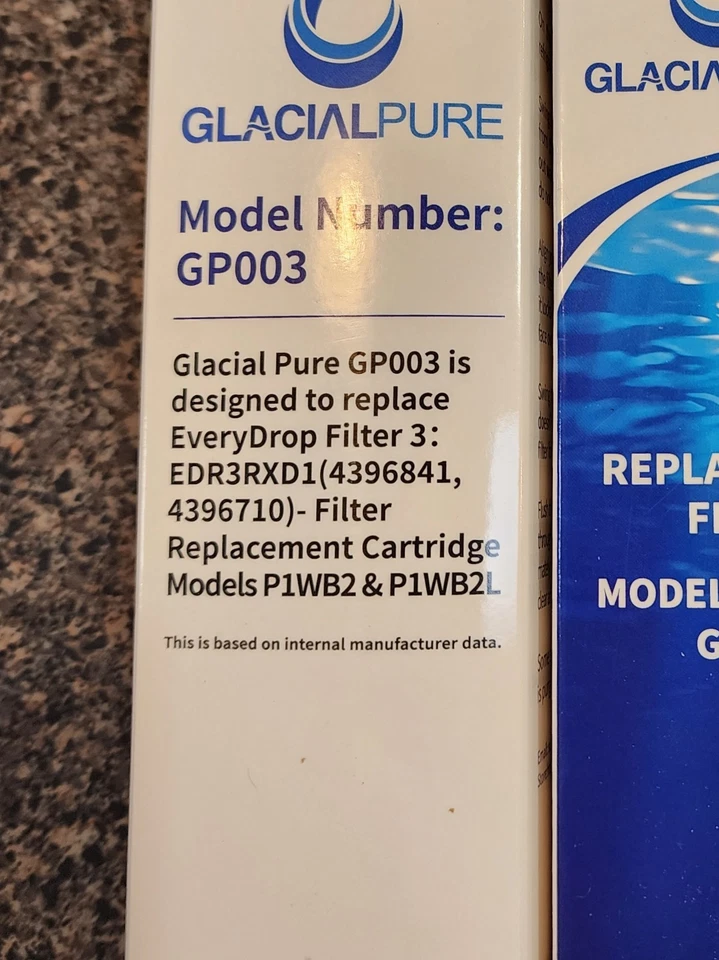 GLACIALPURE
Model Number:
GP003
Glacial Pure GP003 is
designed to replace
EveryDrop Filter 3:
EDR3RXD1(4396841,
4396710)- Filter
Replacement Cartridge
Models P1WB2 & P1WB2L
This is based on internal manufacturer data.
GLACIA
REPLA
MODEL
G